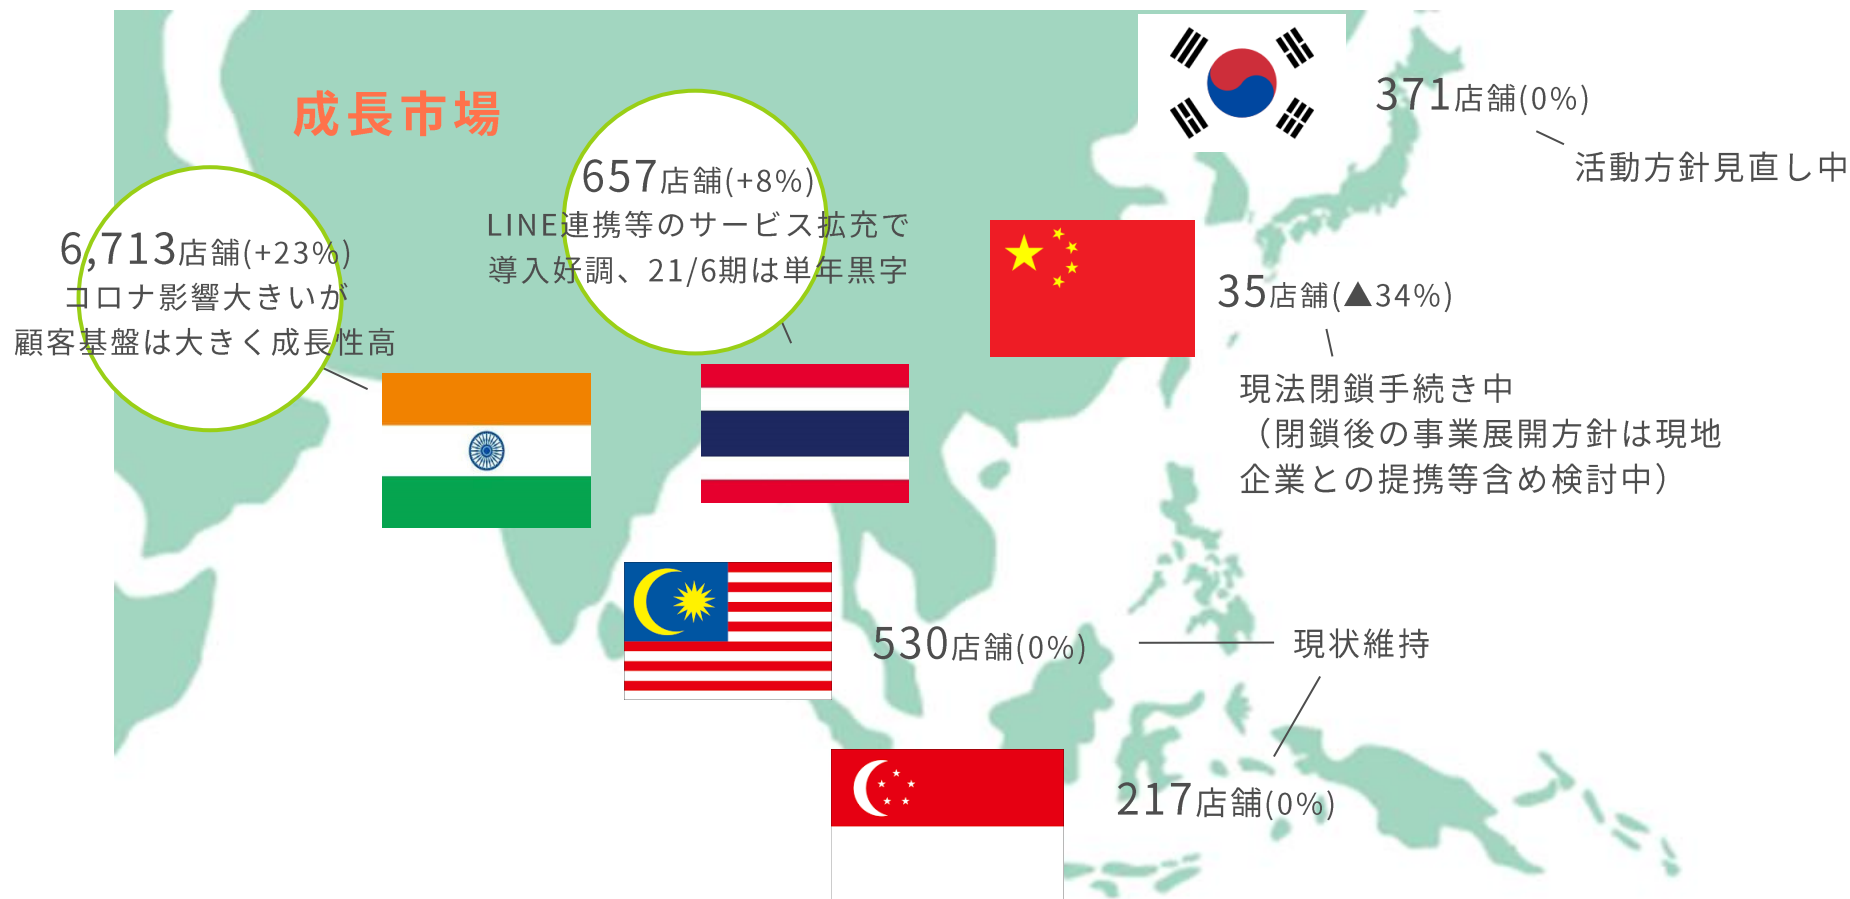 成長市場
6,713店舗(+23%)
コロナ影響大きいが
顧客基盤は大きく成長性高
657店舗(+8%)
LINE連携等のサービス拡充で
導入好調、21/6期は単年黒字
371店舗(0%)
活動方針見直し中
35店舗(▲34%)
現法閉鎖手続き中
（閉鎖後の事業展開方針は現地
企業との提携等含め検討中）
530店舗(0%)
現状維持
217店舗(0%)